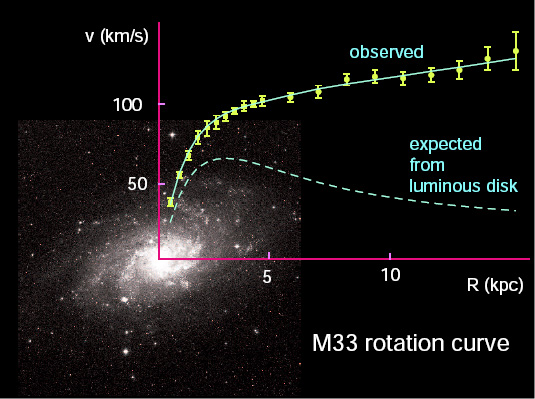 v (km/s)
observed
100
expected
from
luminous disk
50
5
10
R (kpc)
M33 rotation curve